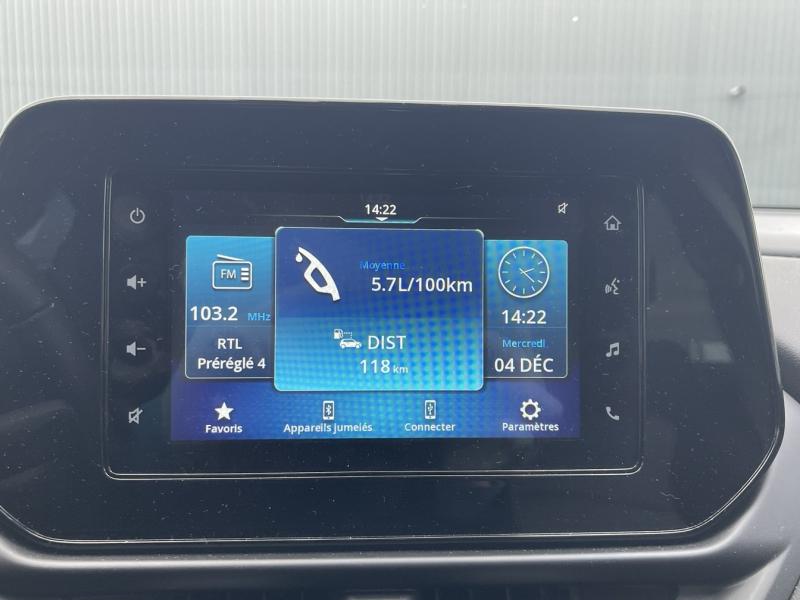 14:22
FM
103.2 MHz
RTL
Préréglé 4
Moyenne
5.7L/100km
DIST
118 km
14:22
Mercredi
04 DÉC
Favoris
Appareils jumelés
Connecter
Paramètres